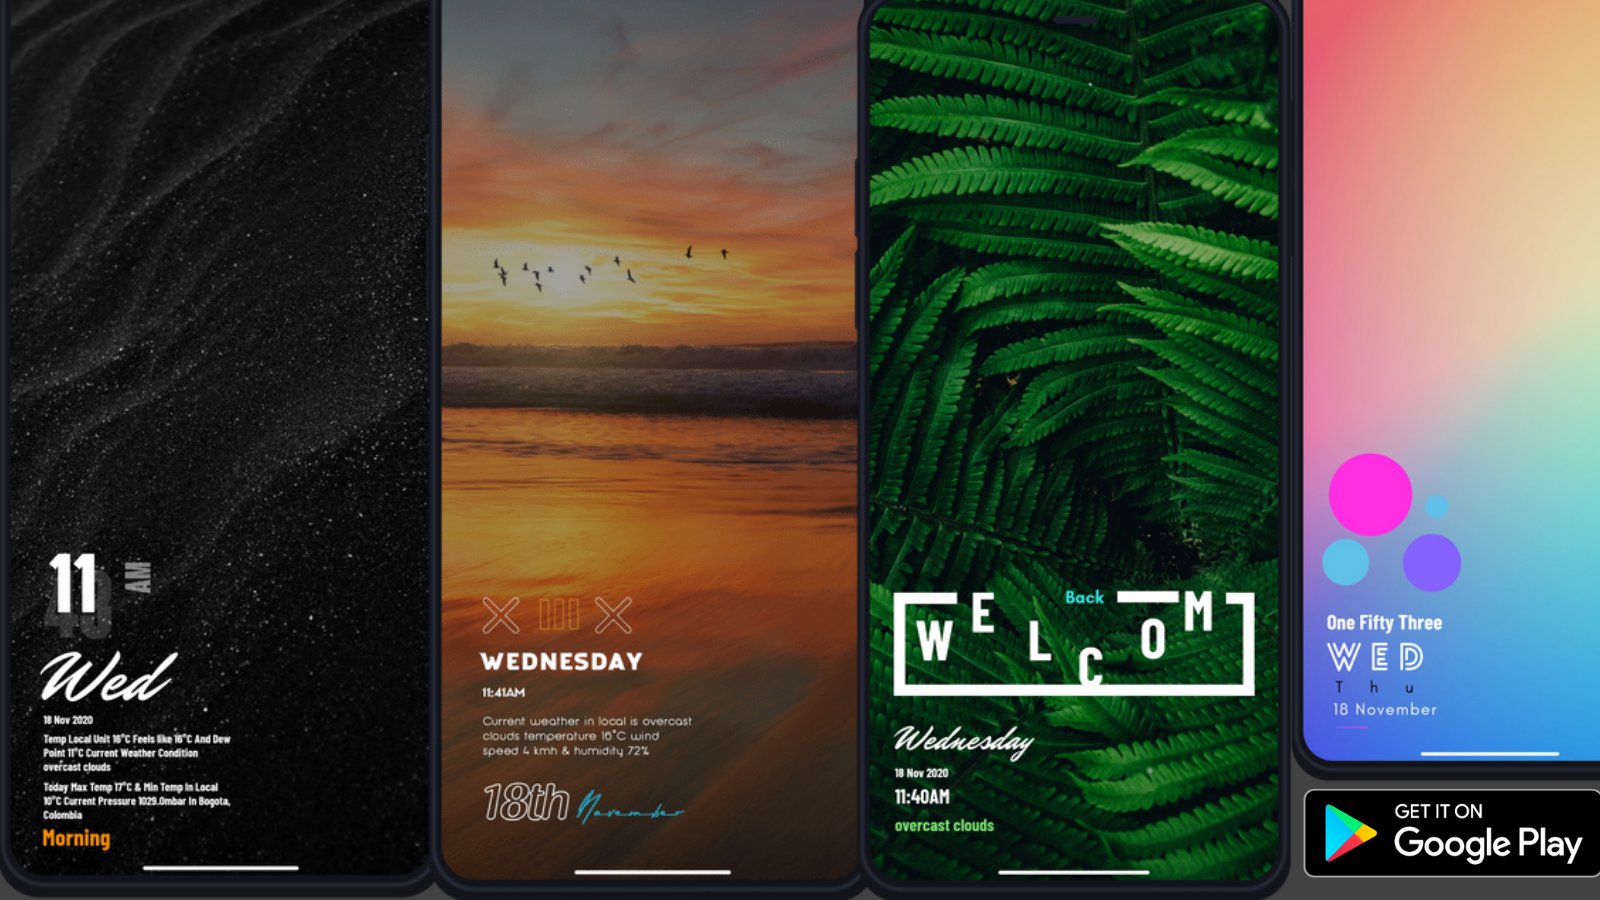 11
AM
43
Wed
18 Nov 2020
Temp Local Unit 16°C Feels like 16°C And Dew
Point 11°C Current Weather Condition
overcast clouds
Today Max Temp 17°C & Min Temp In Local
10°C Current Pressure 1029.0mbar In Bogota,
Colombia
Morning
WEDNESDAY
11:41AM
Current weather in local is overcast
clouds temperature 16°C wind
speed 4 kmh & humidity 72%
18th November
Back
WELCOM
Wednesday
18 Nov 2020
11:40AM
overcast clouds
One Fifty Three
WED
Thu
18 November
GET IT ON
Google Play